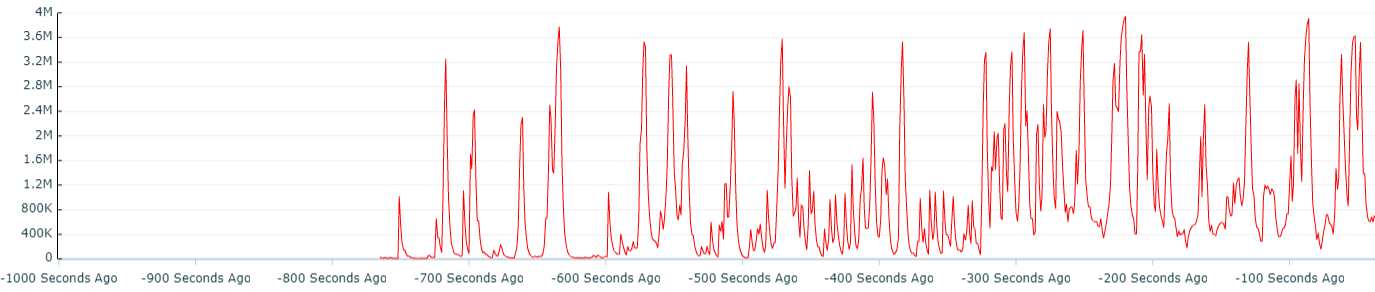 4M
3.6M
3.2M
2.8M
2.4M
2M
1.6M
1.2M
800K
400K
0
-1000 Seconds Ago -900 Seconds Ago -800 Seconds Ago -700 Seconds Ago -600 Seconds Ago -500 Seconds Ago -400 Seconds Ago -300 Seconds Ago -200 Seconds Ago -100 Seconds Ago